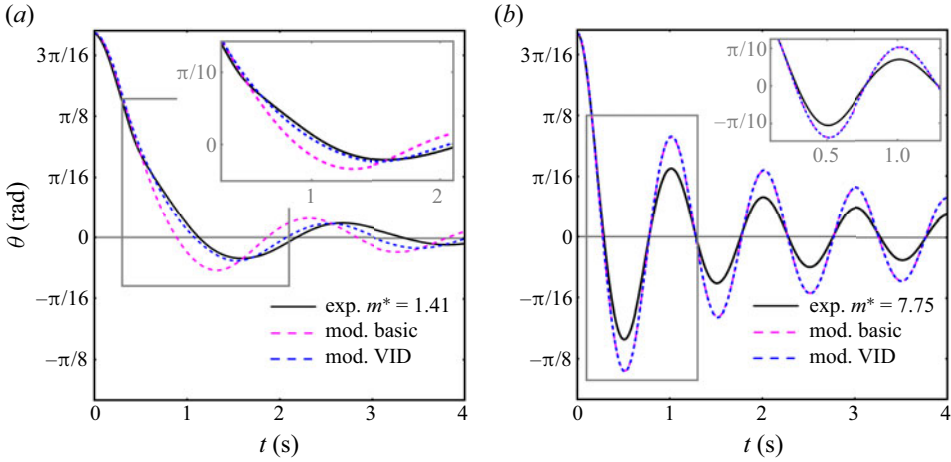 (a)
3π/16
π/8
π/16
0
−π/16
−π/8
θ (rad)
0
1
2
3
4
t (s)
π/10
0
1
2
exp. m* = 1.41
mod. basic
mod. VID
(b)
3π/16
π/8
π/16
0
−π/16
−π/8
0
1
2
3
4
t (s)
π/10
0
−π/10
0.5
1.0
exp. m* = 7.75
mod. basic
mod. VID